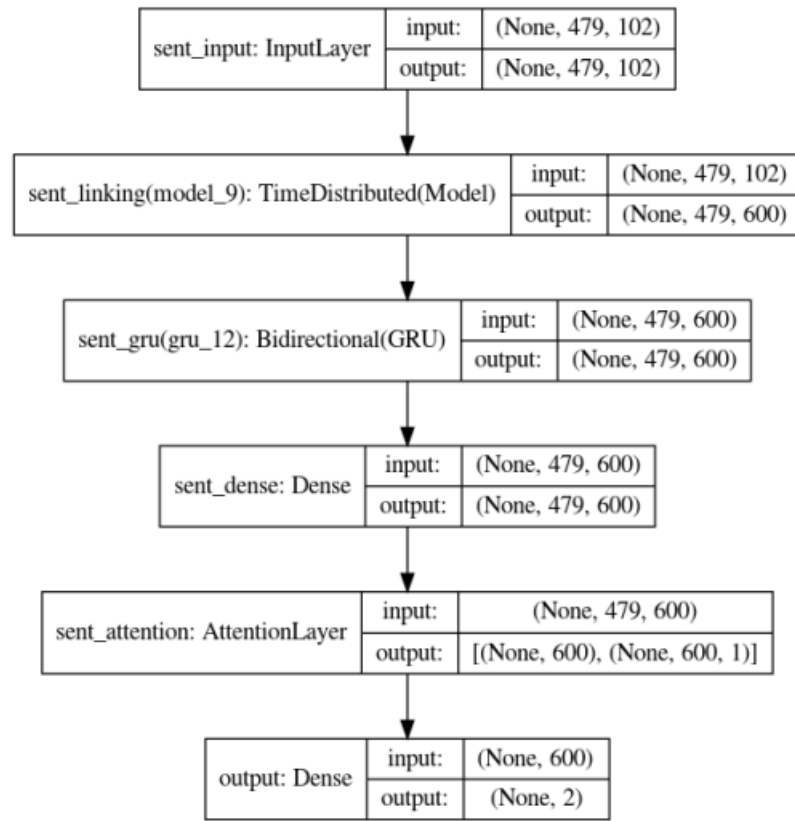 sent_input: InputLayer
input: (None, 479, 102)
output: (None, 479, 102)
sent_linking(model_9): TimeDistributed(Model)
input: (None, 479, 102)
output: (None, 479, 600)
sent_gru(gru_12): Bidirectional(GRU)
input: (None, 479, 600)
output: (None, 479, 600)
sent_dense: Dense
input: (None, 479, 600)
output: (None, 479, 600)
sent_attention: AttentionLayer
input: (None, 479, 600)
output: [(None, 600), (None, 600, 1)]
output: Dense
input: (None, 600)
output: (None, 2)